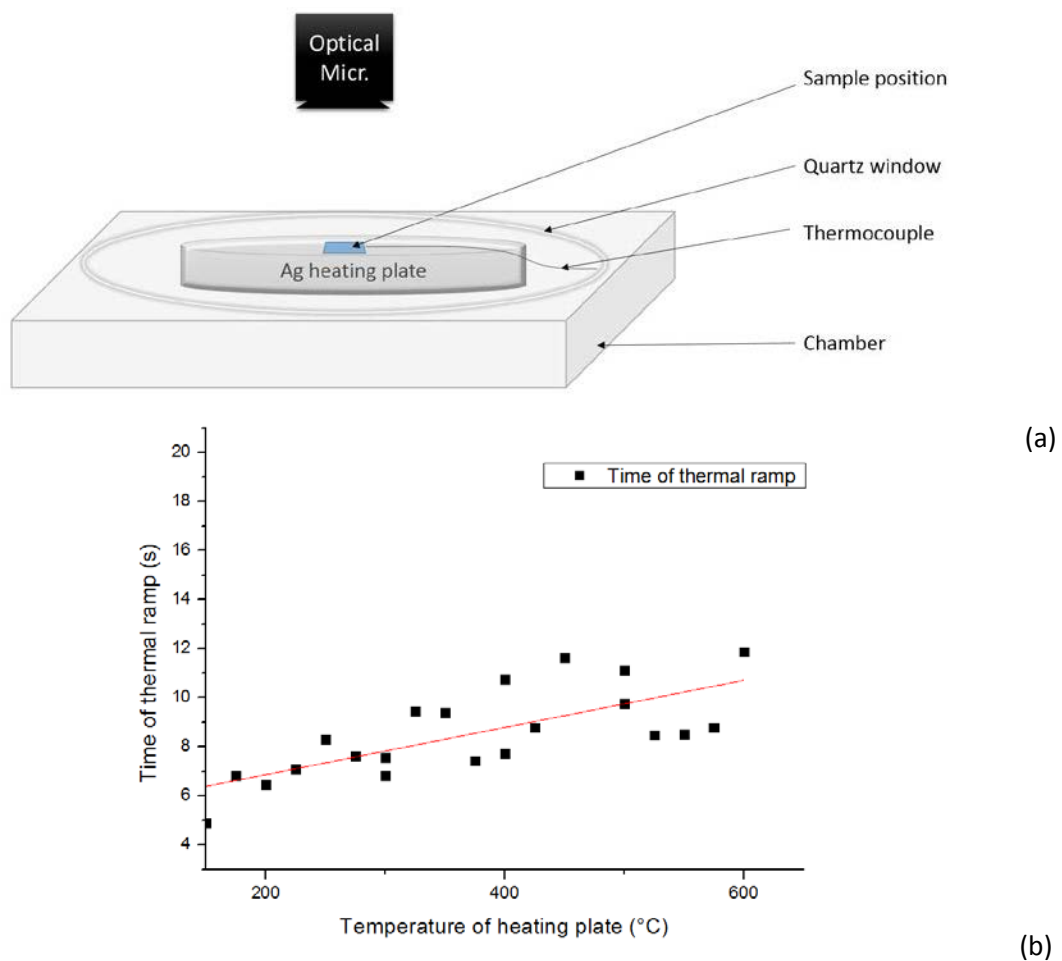 Optical
Micr.
Sample position
Quartz window
Thermocouple
Ag heating plate
Chamber
(a)
20
18
16
14
12
10
8
6
4
Time of thermal ramp (s)
Time of thermal ramp
200
400
600
Temperature of heating plate (°C)
(b)